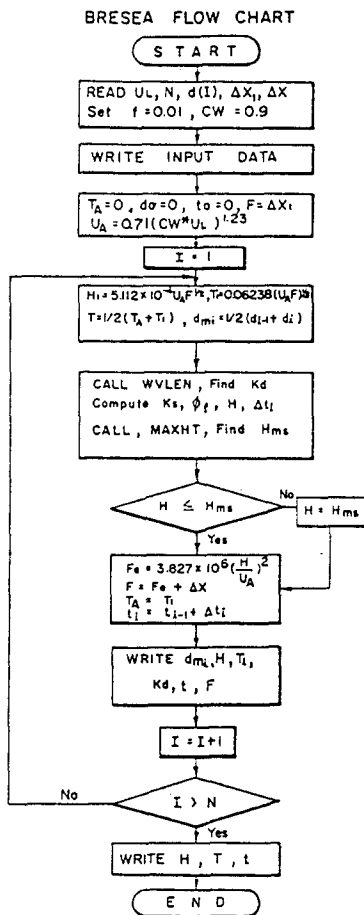 BRESEA FLOW CHART
START
READ UL, N, d(I), ΔX₁, ΔX
Set f = 0.01 , CW = 0.9
WRITE INPUT DATA
TA=0, do=0, to=0, F=ΔX₁
UA=0.71(CW*UL)^1.23
I = 1
Hi=5.112×10⁻⁴UAF^1/2, Ti=0.06238(UAF)^1/3
T=1/2(TA+Ti) , dmi=1/2(di-1+di)
CALL WVLEN, Find Kd
Compute Ks, ϕf, H, Δti
CALL, MAXHT, Find Hms
H ≤ Hms
No
H = Hms
Yes
Fe = 3.827×10⁶(H/UA)²
F = Fe + ΔX
TA = Ti
ti = ti-1 + Δti
WRITE dmi, H, Ti,
Kd, t, F
I = I+1
No
I > N
Yes
WRITE H, T, t
END